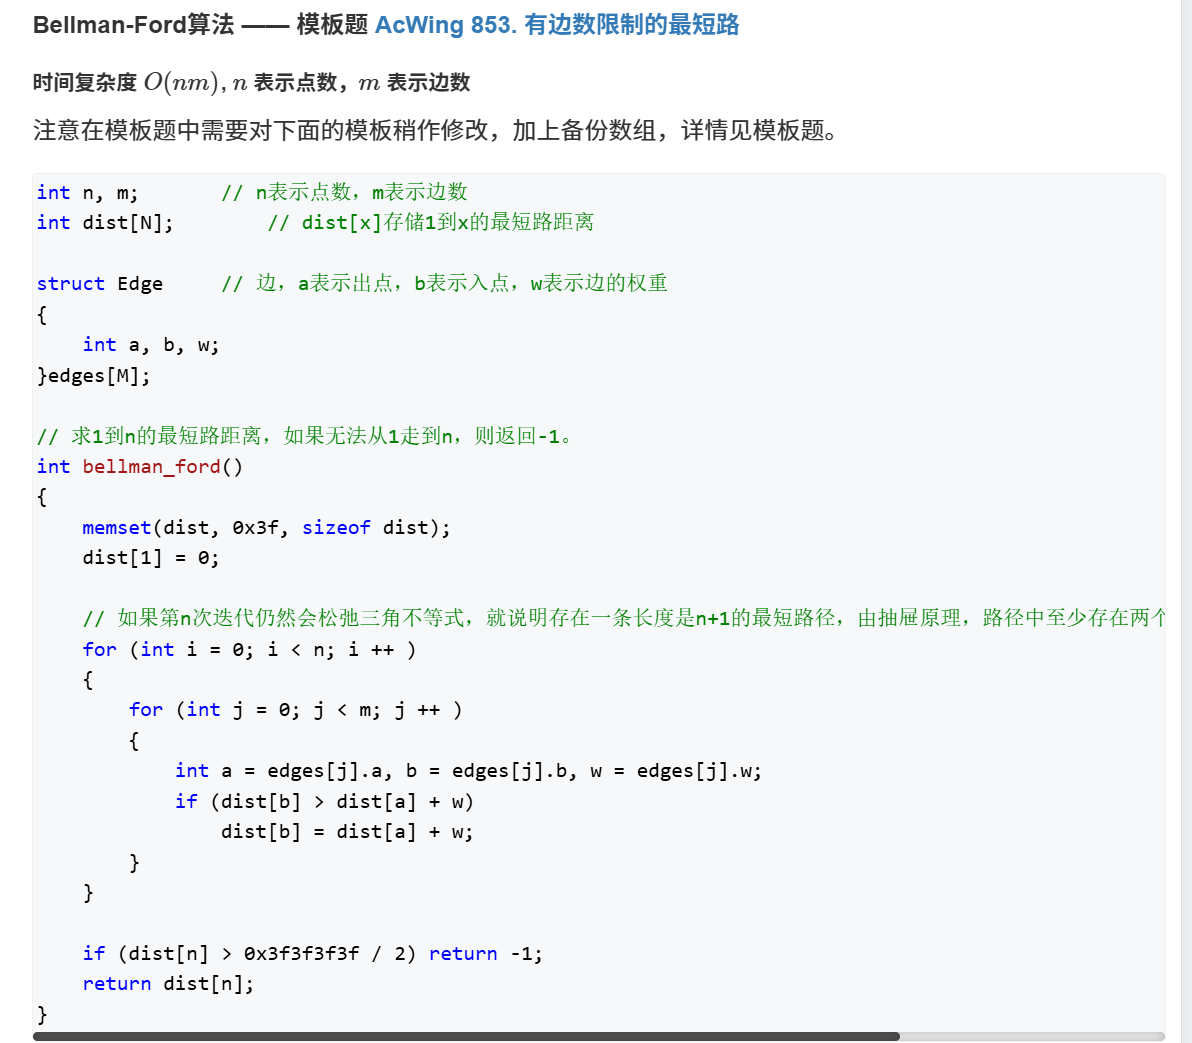 Bellman-Ford算法 —— 模板题 AcWing 853. 有边数限制的最短路
时间复杂度 O(nm), n 表示点数，m 表示边数
注意在模板题中需要对下面的模板稍作修改，加上备份数组，详情见模板题。
int n, m;       // n表示点数，m表示边数
int dist[N];        // dist[x]存储1到x的最短路距离
struct Edge     // 边，a表示出点，b表示入点，w表示边的权重
{
    int a, b, w;
}edges[M];
// 求1到n的最短路距离，如果无法从1走到n，则返回-1。
int bellman_ford()
{
    memset(dist, 0x3f, sizeof dist);
    dist[1] = 0;
    // 如果第n次迭代仍然会松弛三角不等式，就说明存在一条长度是n+1的最短路径，由抽屉原理，路径中至少存在两个
    for (int i = 0; i < n; i ++ )
    {
        for (int j = 0; j < m; j ++ )
        {
            int a = edges[j].a, b = edges[j].b, w = edges[j].w;
            if (dist[b] > dist[a] + w)
                dist[b] = dist[a] + w;
        }
    }
    if (dist[n] > 0x3f3f3f3f / 2) return -1;
    return dist[n];
}